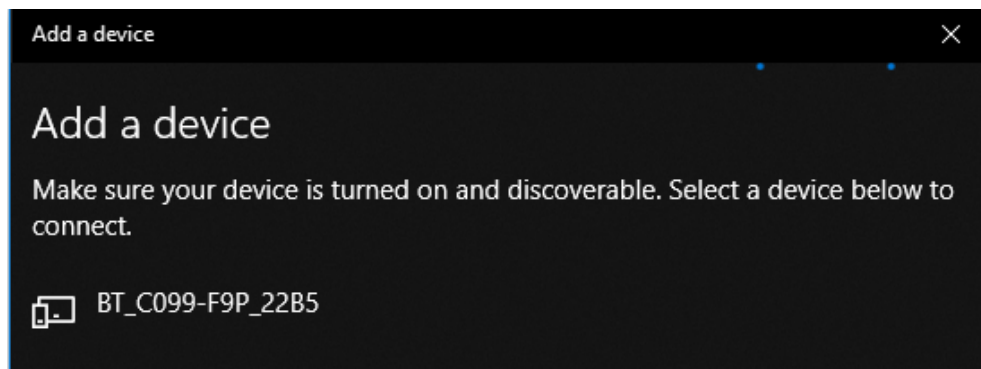 Add a device
Add a device
Make sure your device is turned on and discoverable. Select a device below to
connect.
BT_C099-F9P_22B5